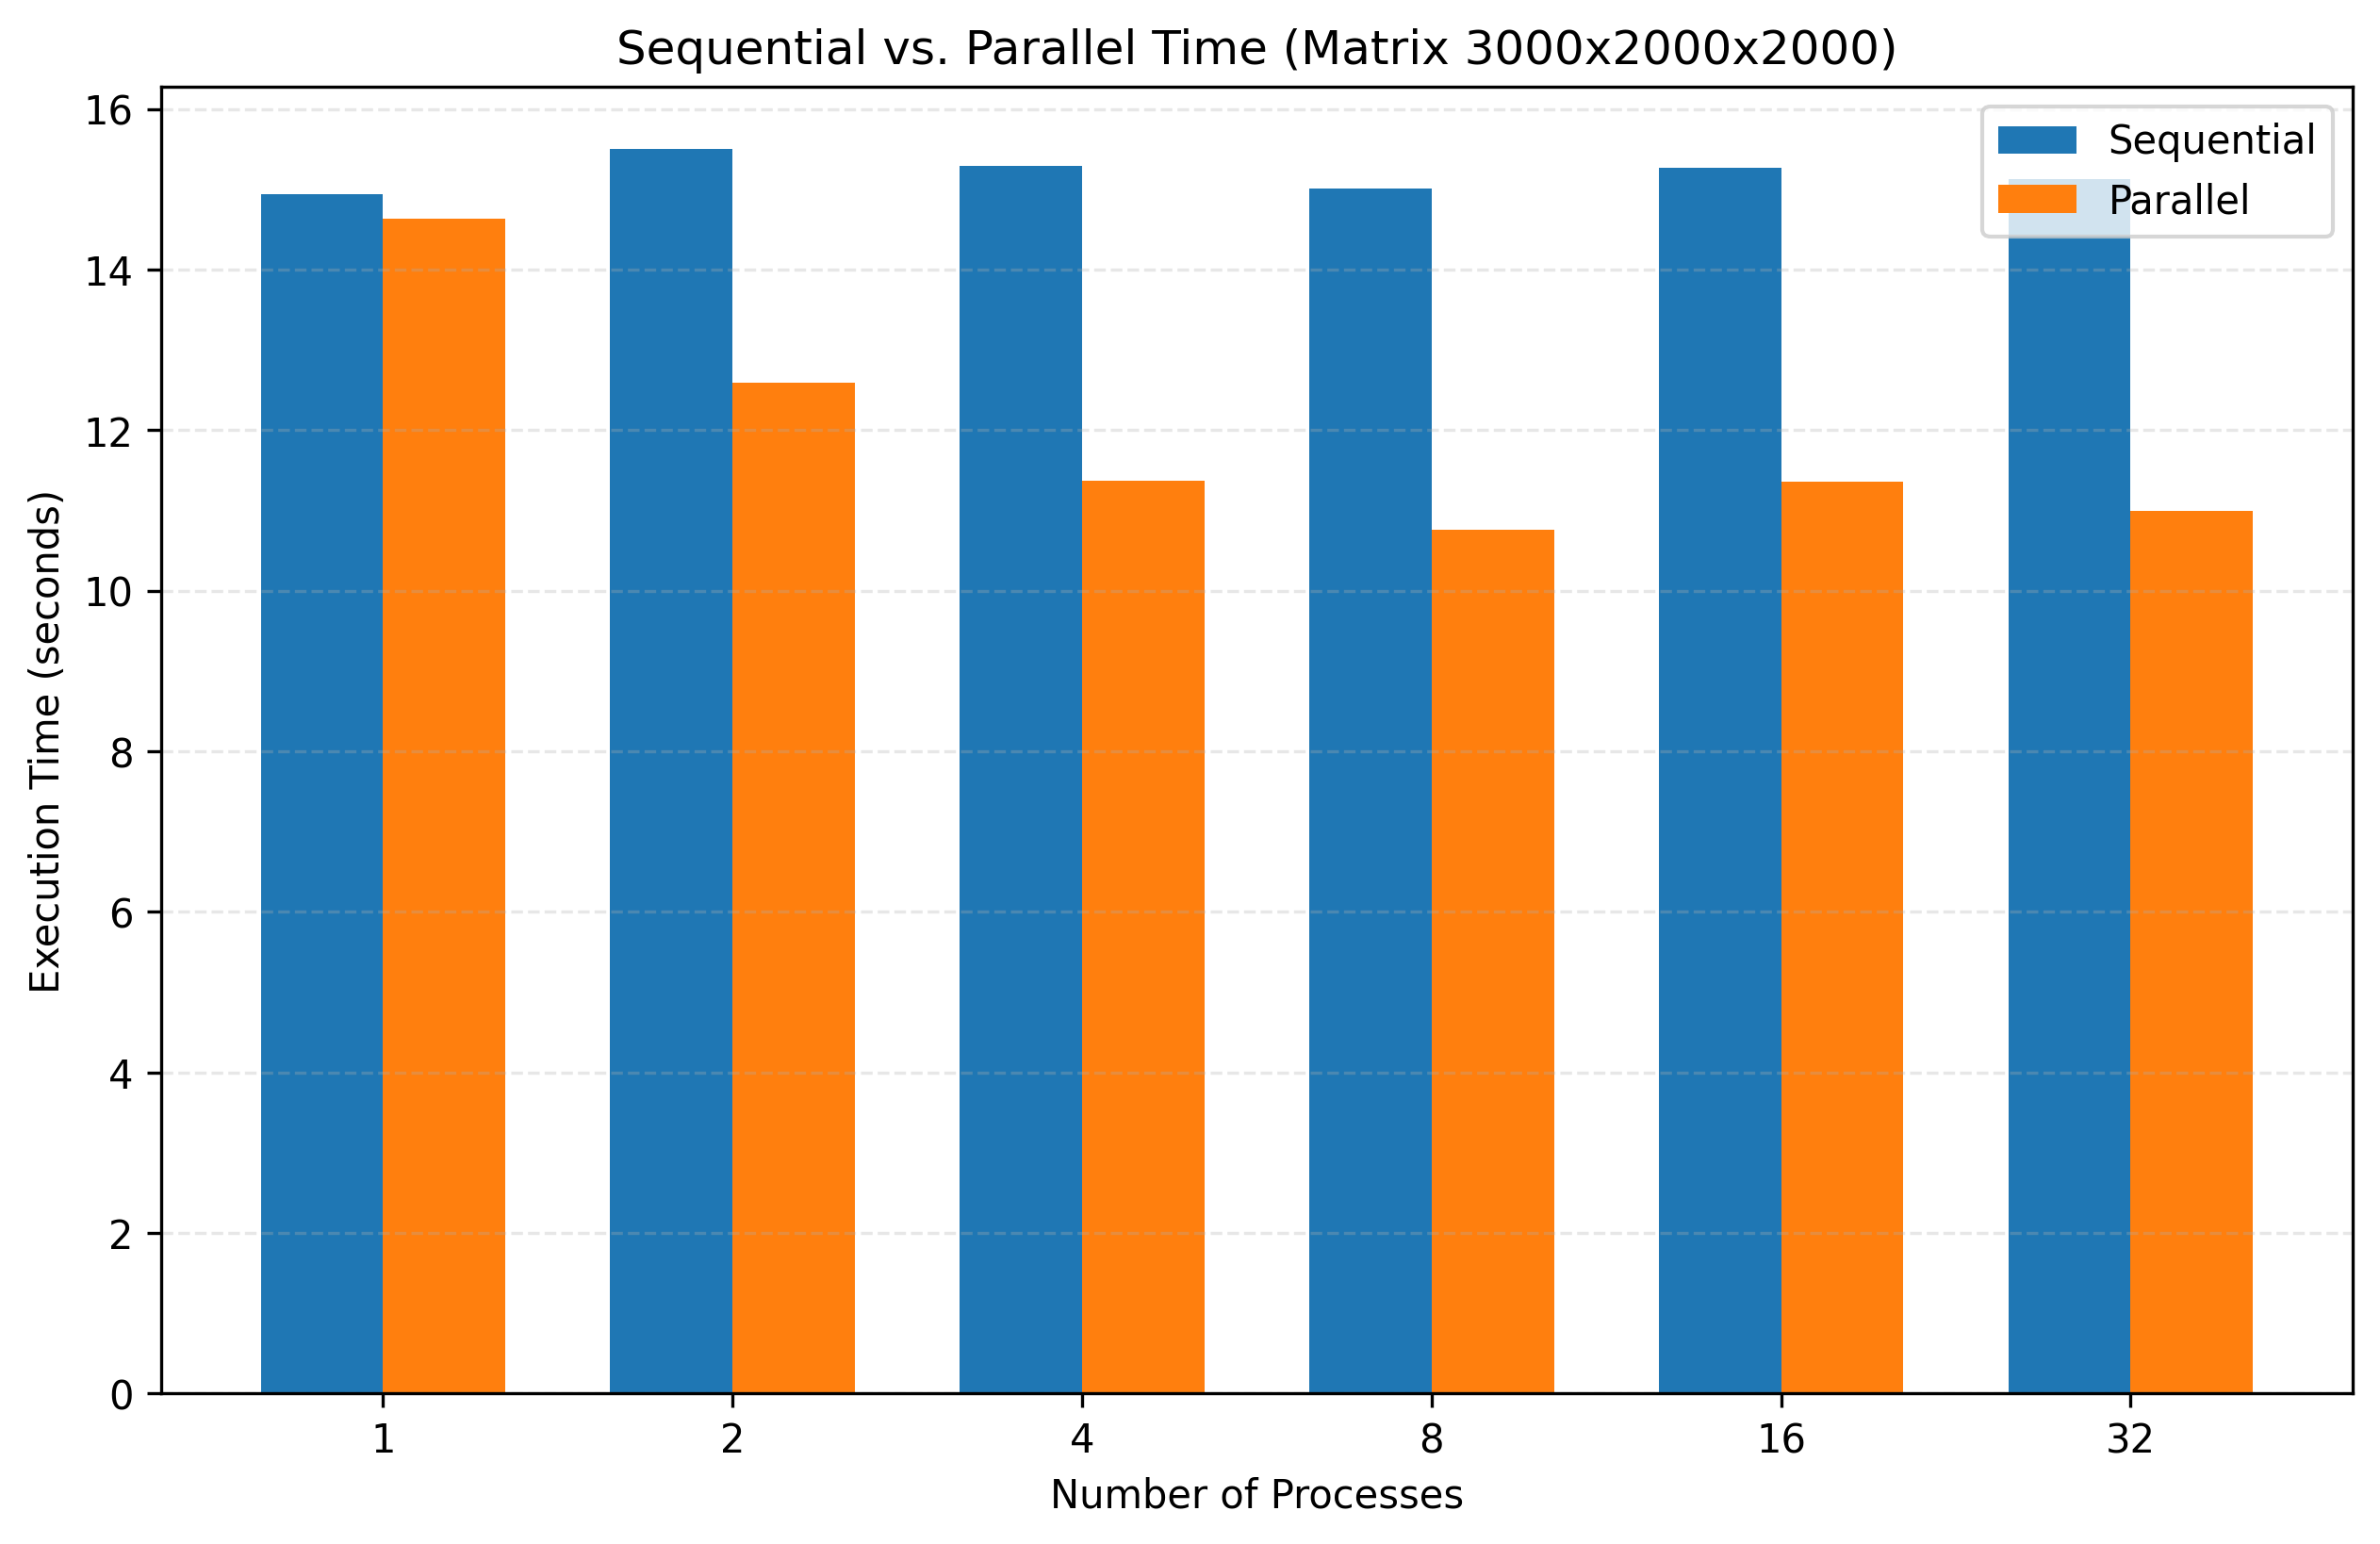 Sequential vs. Parallel Time (Matrix 3000x2000x2000)
16
14
12
10
8
6
4
2
0
Execution Time (seconds)
Sequential
Parallel
1 2 4 8 16 32
Number of Processes